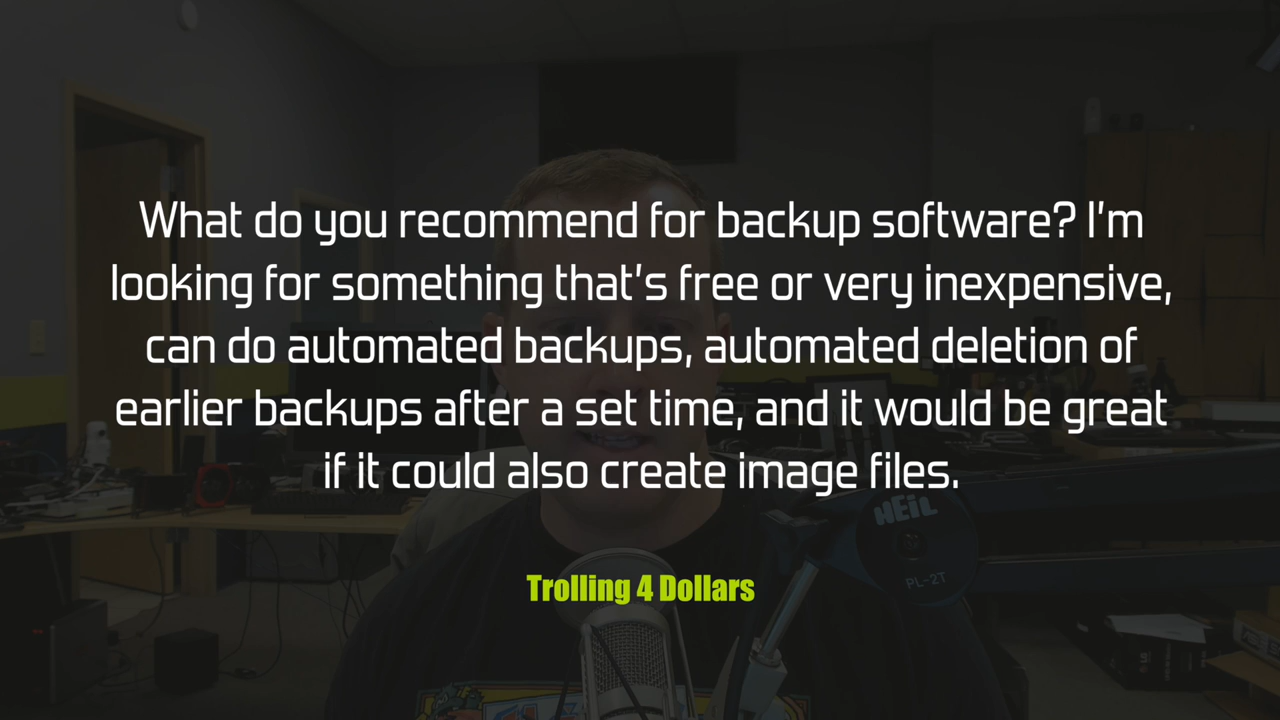 What do you recommend for backup software? I'm
looking for something that's free or very inexpensive,
can do automated backups, automated deletion of
earlier backups after a set time, and it would be great
if it could also create image files.
HEiL
PL-2T
Trolling 4 Dollars